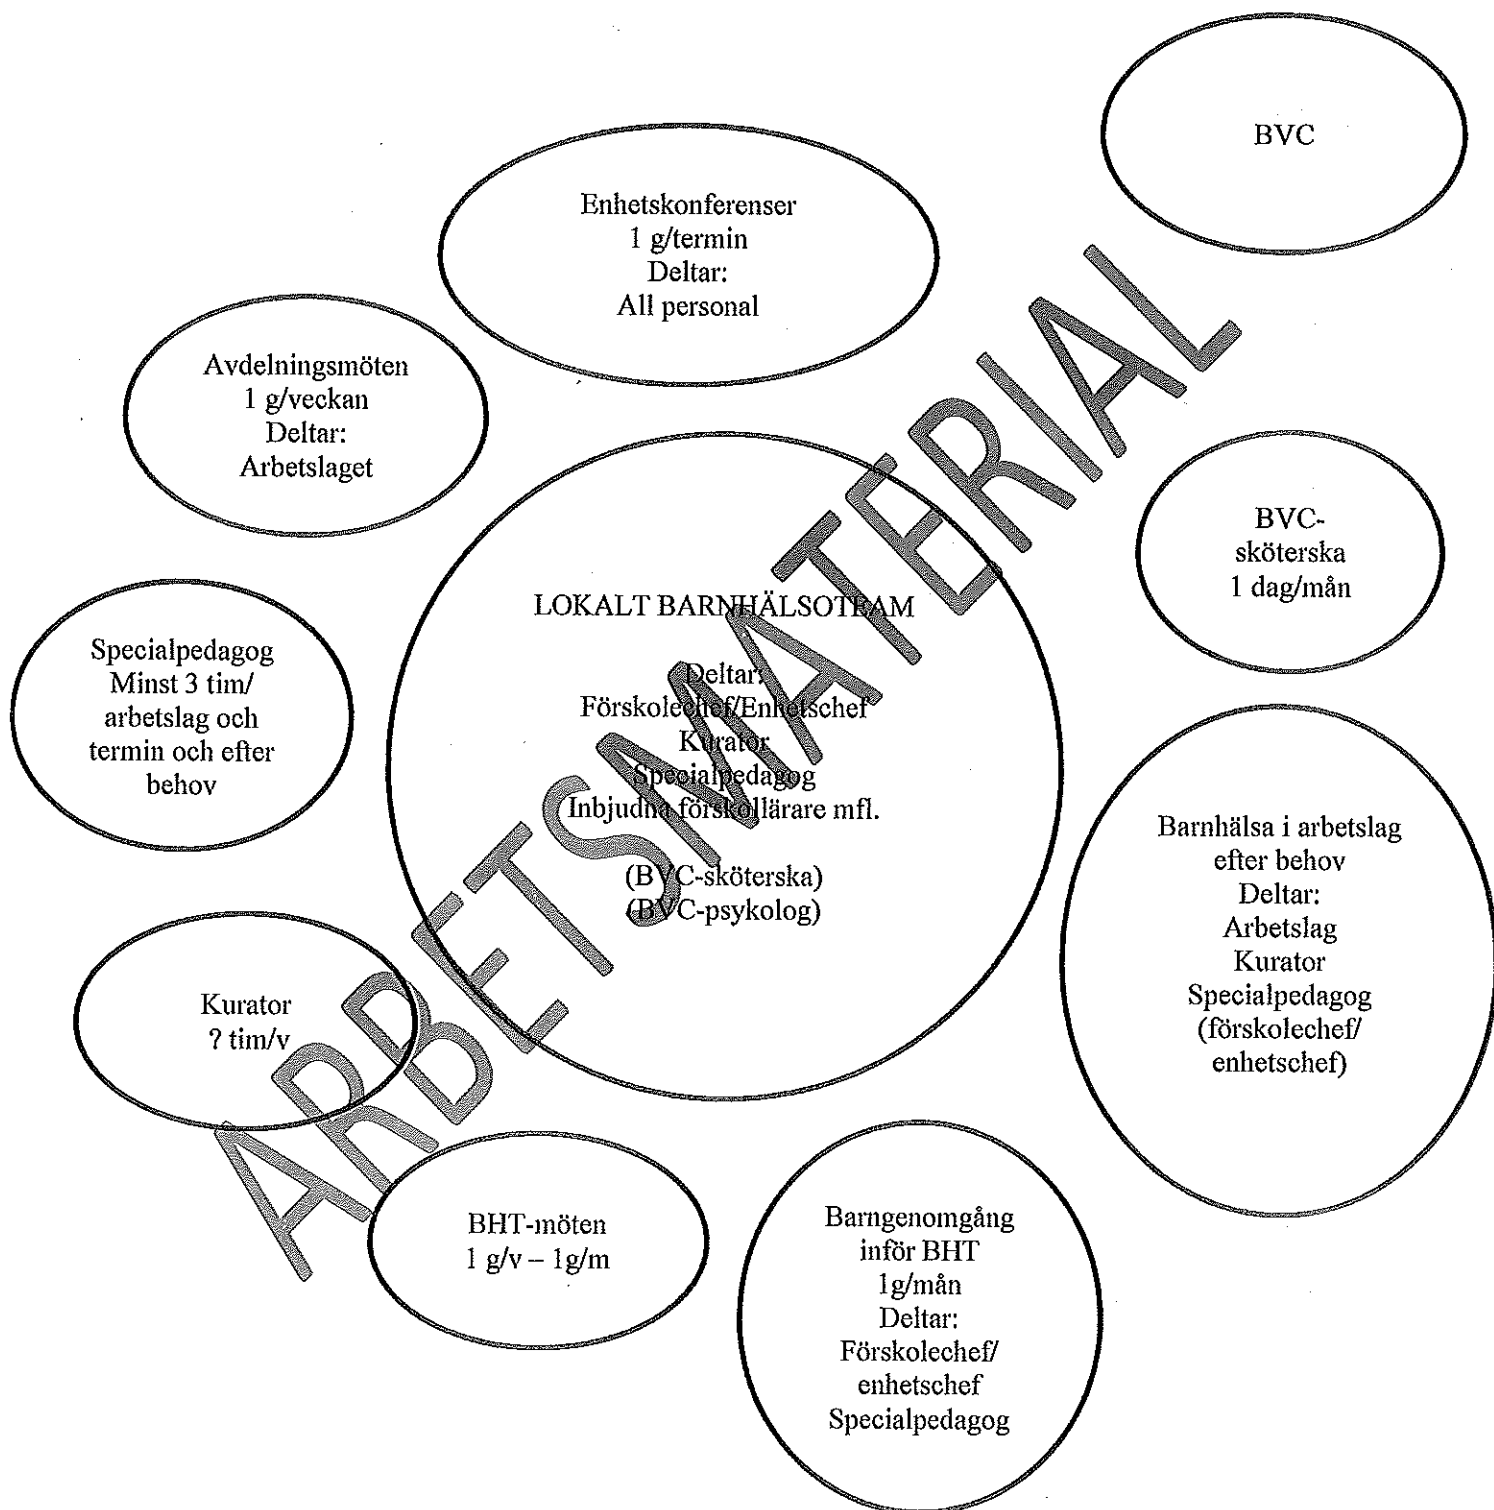 BVC
Enhetskonferenser
1 g/termin
Deltar:
All personal
Avdelningsmöten
1 g/veckan
Deltar:
Arbetslaget
BVC-
sköterska
1 dag/mån
LOKALT BARNHÄLSOTEAM
Deltar:
Förskolechef/Enhetschef
Kurator
Specialpedagog
Inbjudna förskollärare mfl.
(BVC-sköterska)
(BVC-psykolog)
Specialpedagog
Minst 3 tim/
arbetslag och
termin och efter
behov
Barnhälsa i arbetslag
efter behov
Deltar:
Arbetslag
Kurator
Specialpedagog
(förskolechef/
enhetschef)
Kurator
? tim/v
BHT-möten
1 g/v – 1g/m
Barngenomgång
inför BHT
1g/mån
Deltar:
Förskolechef/
enhetschef
Specialpedagog
ARBETSMATERIAL